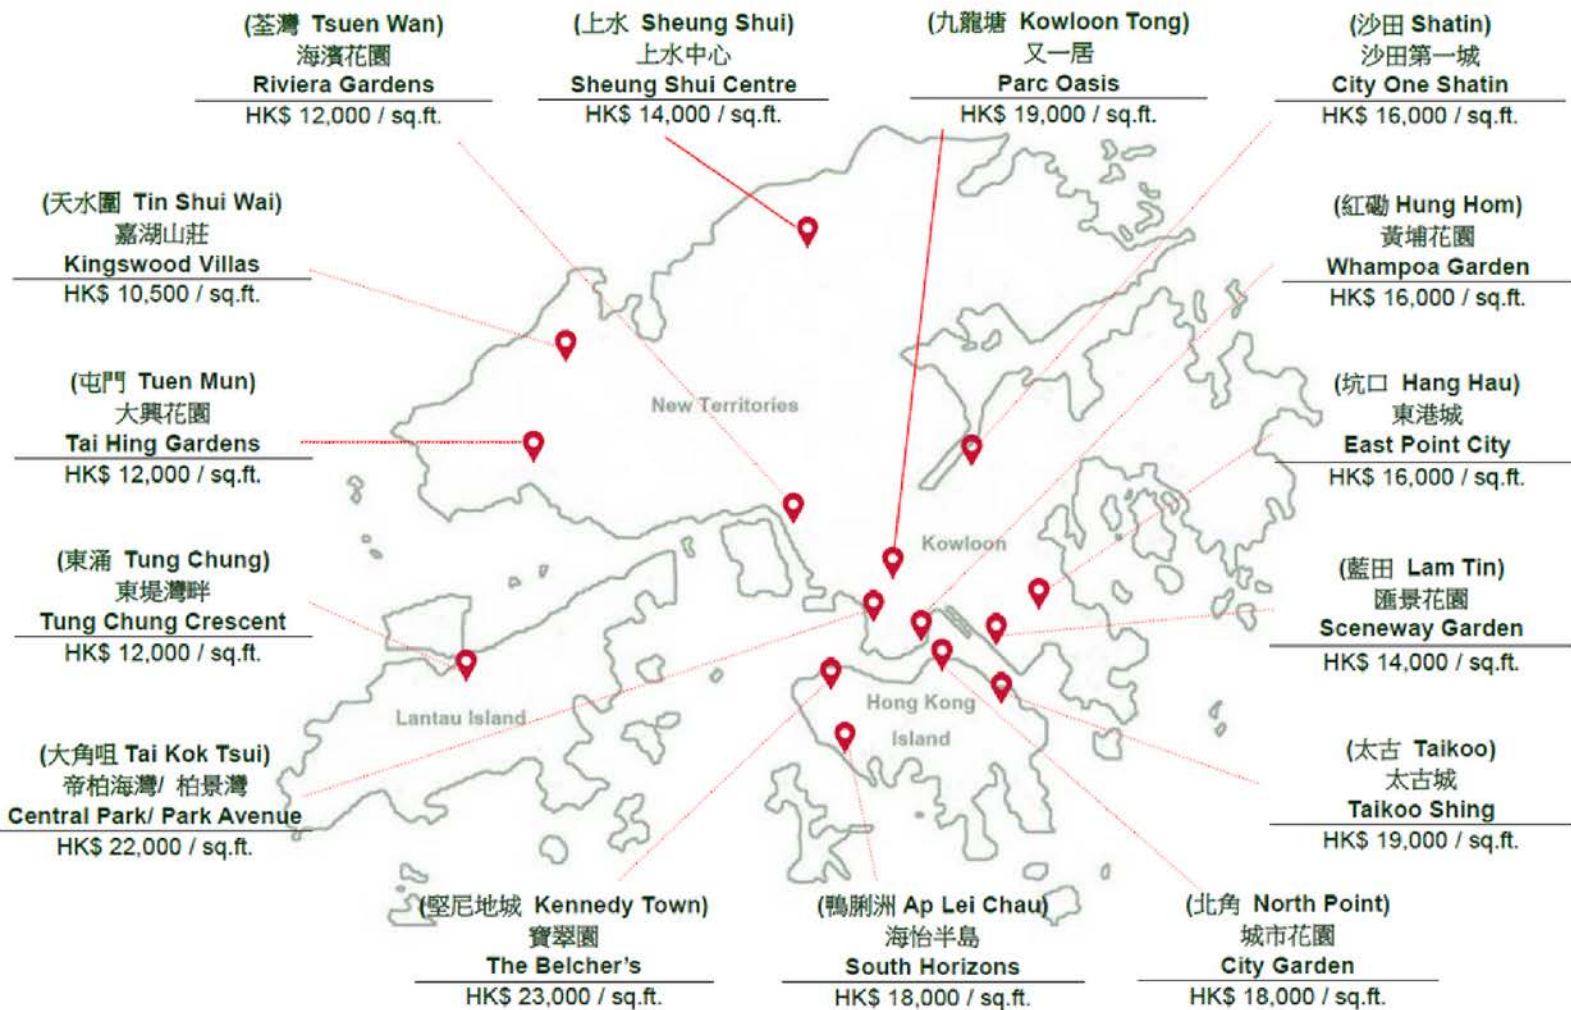 (荃灣 Tsuen Wan)
海濱花園
Riviera Gardens
HK$ 12,000 / sq.ft.
(上水 Sheung Shui)
上水中心
Sheung Shui Centre
HK$ 14,000 / sq.ft.
(九龍塘 Kowloon Tong)
又一居
Parc Oasis
HK$ 19,000 / sq.ft.
(沙田 Shatin)
沙田第一城
City One Shatin
HK$ 16,000 / sq.ft.
(天水圍 Tin Shui Wai)
嘉湖山莊
Kingswood Villas
HK$ 10,500 / sq.ft.
(紅磡 Hung Hom)
黃埔花園
Whampoa Garden
HK$ 16,000 / sq.ft.
(屯門 Tuen Mun)
大興花園
Tai Hing Gardens
HK$ 12,000 / sq.ft.
New Territories
(坑口 Hang Hau)
東港城
East Point City
HK$ 16,000 / sq.ft.
(東涌 Tung Chung)
東堤灣畔
Tung Chung Crescent
HK$ 12,000 / sq.ft.
Kowloon
(藍田 Lam Tin)
匯景花園
Sceneway Garden
HK$ 14,000 / sq.ft.
Lantau Island
Hong Kong
Island
(大角咀 Tai Kok Tsui)
帝柏海灣/ 柏景灣
Central Park/ Park Avenue
HK$ 22,000 / sq.ft.
(太古 Taikoo)
太古城
Taikoo Shing
HK$ 19,000 / sq.ft.
(堅尼地城 Kennedy Town)
寶翠園
The Belcher's
HK$ 23,000 / sq.ft.
(鴨脷洲 Ap Lei Chau)
海怡半島
South Horizons
HK$ 18,000 / sq.ft.
(北角 North Point)
城市花園
City Garden
HK$ 18,000 / sq.ft.